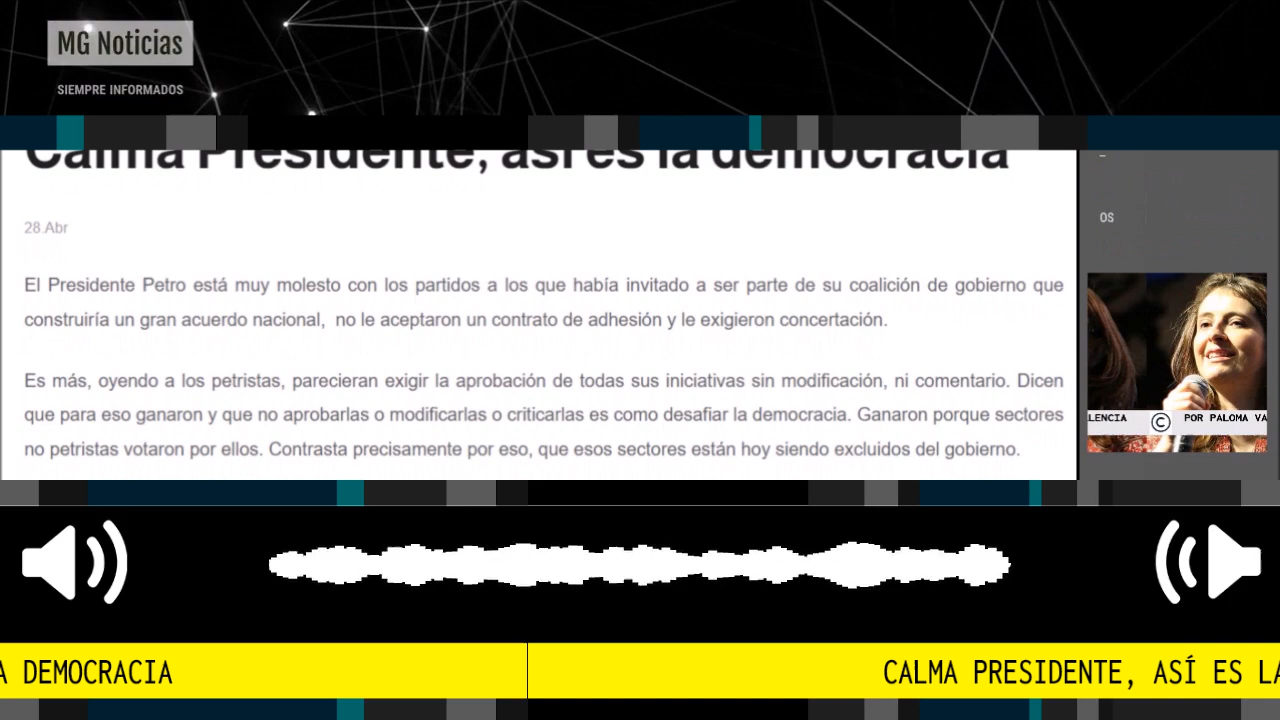 MG Noticias
SIEMPRE INFORMADOS
Calma Presidente, así es la democracia
28.Abr
OS
El Presidente Petro está muy molesto con los partidos a los que había invitado a ser parte de su coalición de gobierno que
construiría un gran acuerdo nacional, no le aceptaron un contrato de adhesión y le exigieron concertación.
Es más, oyendo a los petristas, parecieran exigir la aprobación de todas sus iniciativas sin modificación, ni comentario. Dicen
que para eso ganaron y que no aprobarlas o modificarlas o criticarlas es como desafiar la democracia. Ganaron porque sectores
no petristas votaron por ellos. Contrasta precisamente por eso, que esos sectores están hoy siendo excluidos del gobierno.
LENCIA © POR PALOMA VA
A DEMOCRACIA
CALMA PRESIDENTE, ASÍ ES LA